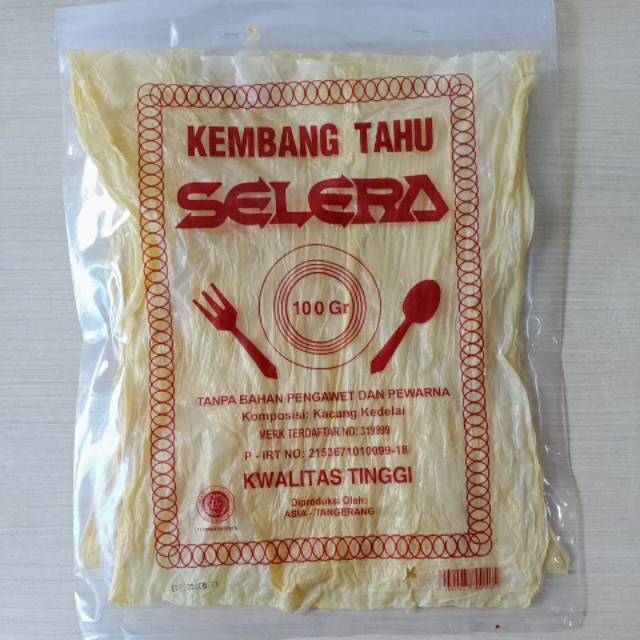 KEMBANG TAHU
SELERA
100 Gr
TANPA BAHAN PENGAWET DAN PEWARNA
Komposisi: Kacang Kedelai
MERK TERDAFTAR NO: 319999
P - IRT NO: 2153671010099-18
KWALITAS TINGGI
Diproduksi Oleh:
ASIA - TANGERANG